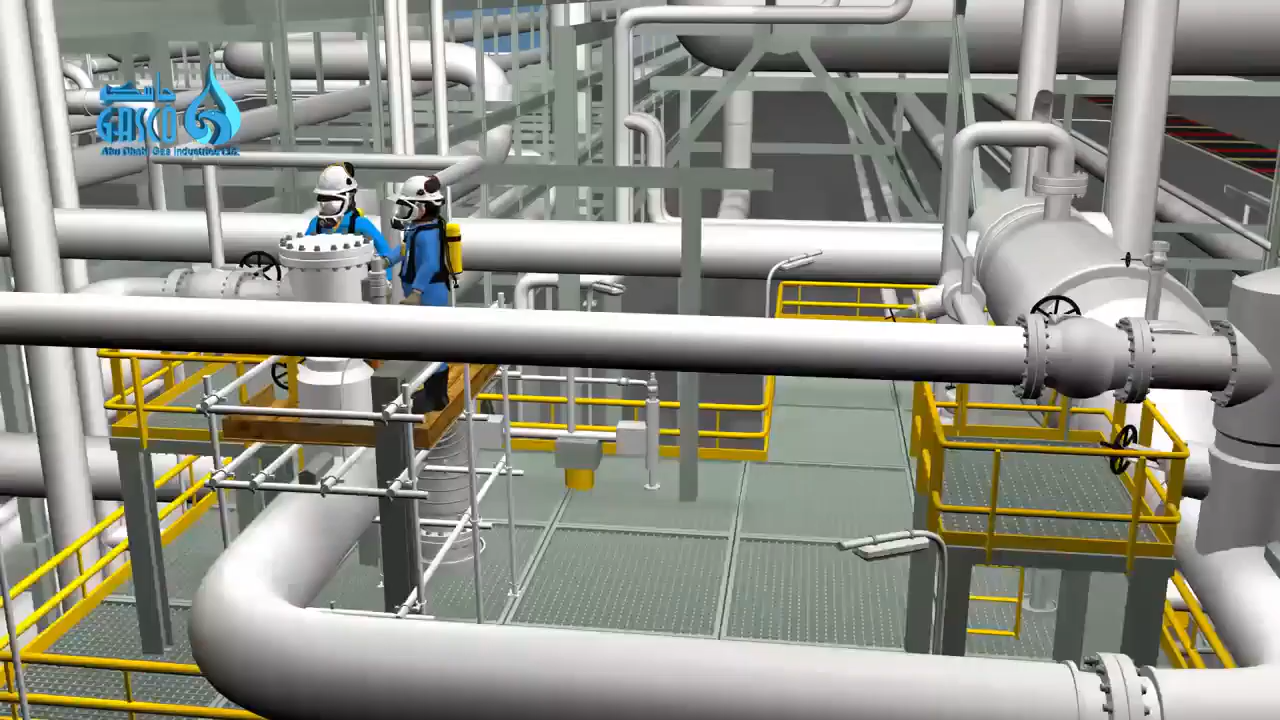 جاسكو
GASCO
Abu Dhabi Gas Industries Ltd.